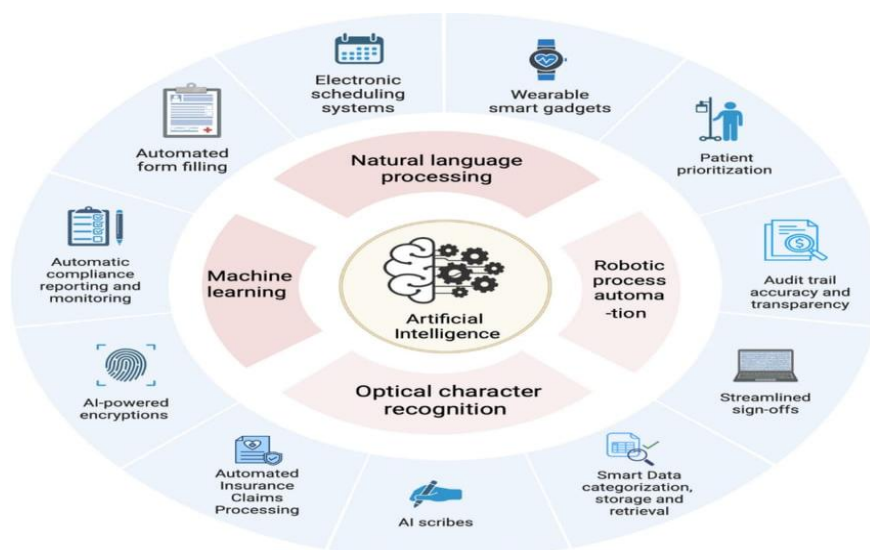 Electronic
scheduling
systems
Wearable
smart gadgets
Patient
prioritization
Audit trail
accuracy and
transparency
Streamlined
sign-offs
Smart Data
categorization,
storage and
retrieval
AI scribes
Automated
Insurance
Claims
Processing
AI-powered
encryptions
Automatic
compliance
reporting and
monitoring
Automated
form filling
Natural language
processing
Robotic
process
automa
-tion
Optical character
recognition
Machine
learning
Artificial
Intelligence